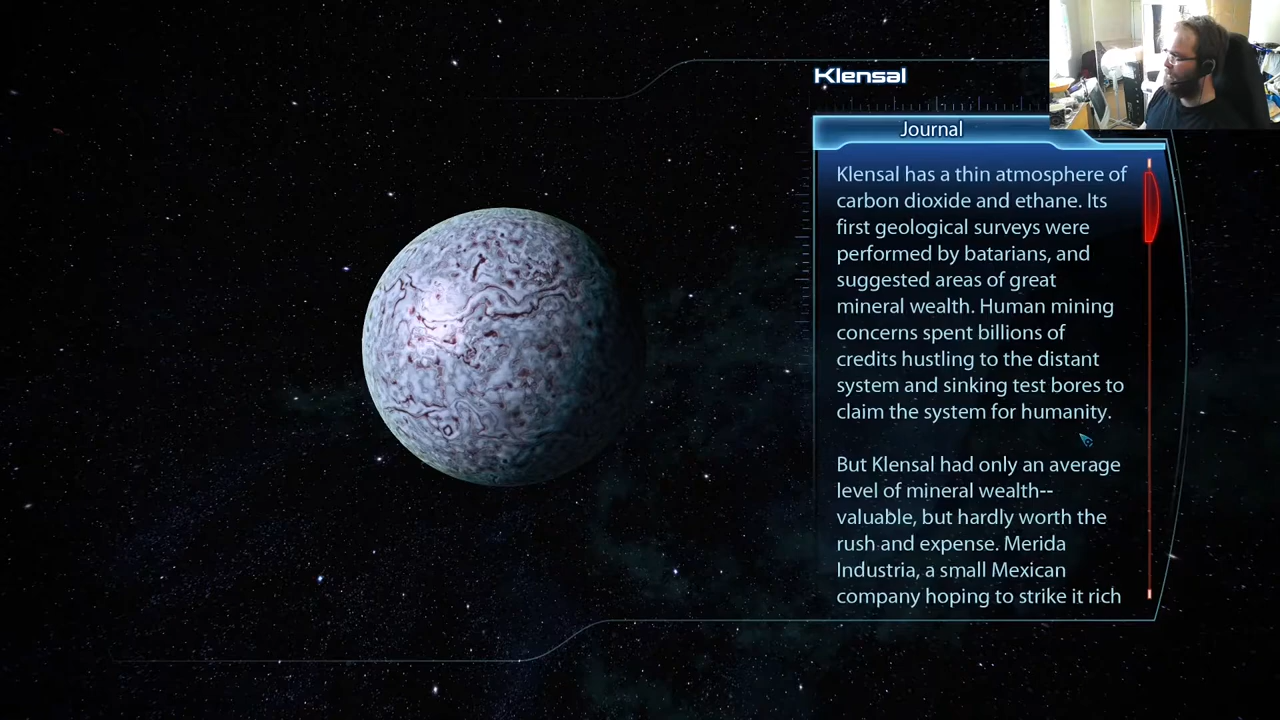 Klensal
Journal
Klensal has a thin atmosphere of
carbon dioxide and ethane. Its
first geological surveys were
performed by batarians, and
suggested areas of great
mineral wealth. Human mining
concerns spent billions of
credits hustling to the distant
system and sinking test bores to
claim the system for humanity.
But Klensal had only an average
level of mineral wealth--
valuable, but hardly worth the
rush and expense. Merida
Industria, a small Mexican
company hoping to strike it rich